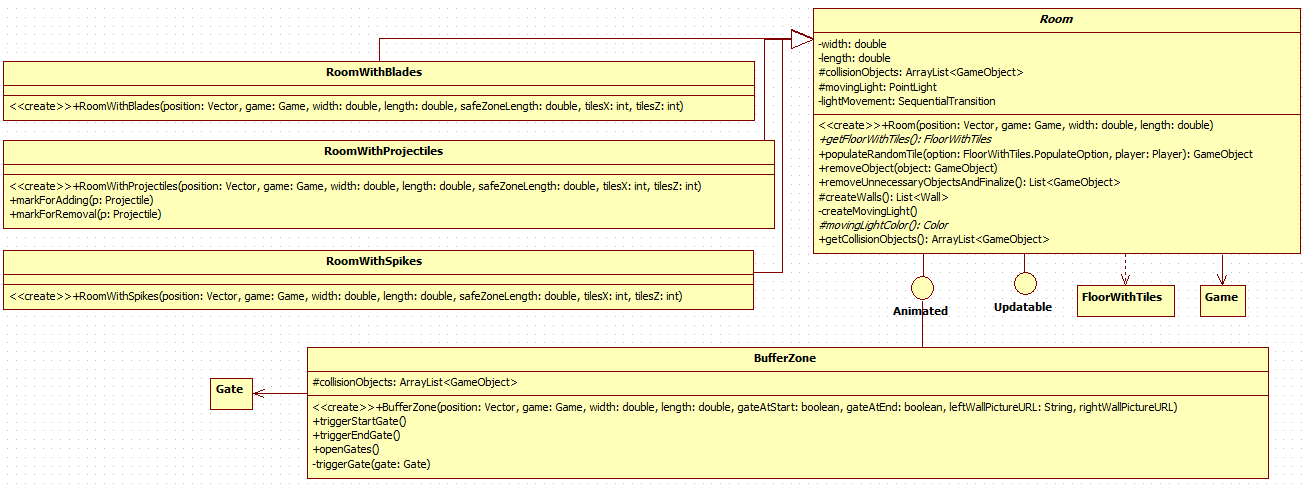 Room
-width: double
-length: double
#collisionObjects: ArrayList<GameObject>
#movingLight: PointLight
-lightMovement: SequentialTransition
<<create>>+Room(position: Vector, game: Game, width: double, length: double)
+getFloorWithTiles(): FloorWithTiles
+populateRandomTile(option: FloorWithTiles.PopulateOption, player: Player): GameObject
+removeObject(object: GameObject)
+removeUnnecessaryObjectsAndFinalize(): List<GameObject>
#createWalls(): List<Wall>
-createMovingLight()
#movingLightColor(): Color
+getCollisionObjects(): ArrayList<GameObject>
RoomWithBlades
<<create>>+RoomWithBlades(position: Vector, game: Game, width: double, length: double, safeZoneLength: double, tilesX: int, tilesZ: int)
RoomWithProjectiles
<<create>>+RoomWithProjectiles(position: Vector, game: Game, width: double, length: double, safeZoneLength: double, tilesX: int, tilesZ: int)
+markForAdding(p: Projectile)
+markForRemoval(p: Projectile)
RoomWithSpikes
<<create>>+RoomWithSpikes(position: Vector, game: Game, width: double, length: double, safeZoneLength: double, tilesX: int, tilesZ: int)
Animated
Updatable
FloorWithTiles
Game
BufferZone
#collisionObjects: ArrayList<GameObject>
<<create>>+BufferZone(position: Vector, game: Game, width: double, length: double, gateAtStart: boolean, gateAtEnd: boolean, leftWallPictureURL: String, rightWallPictureURL)
+triggerStartGate()
+triggerEndGate()
+openGates()
-triggerGate(gate: Gate)
Gate